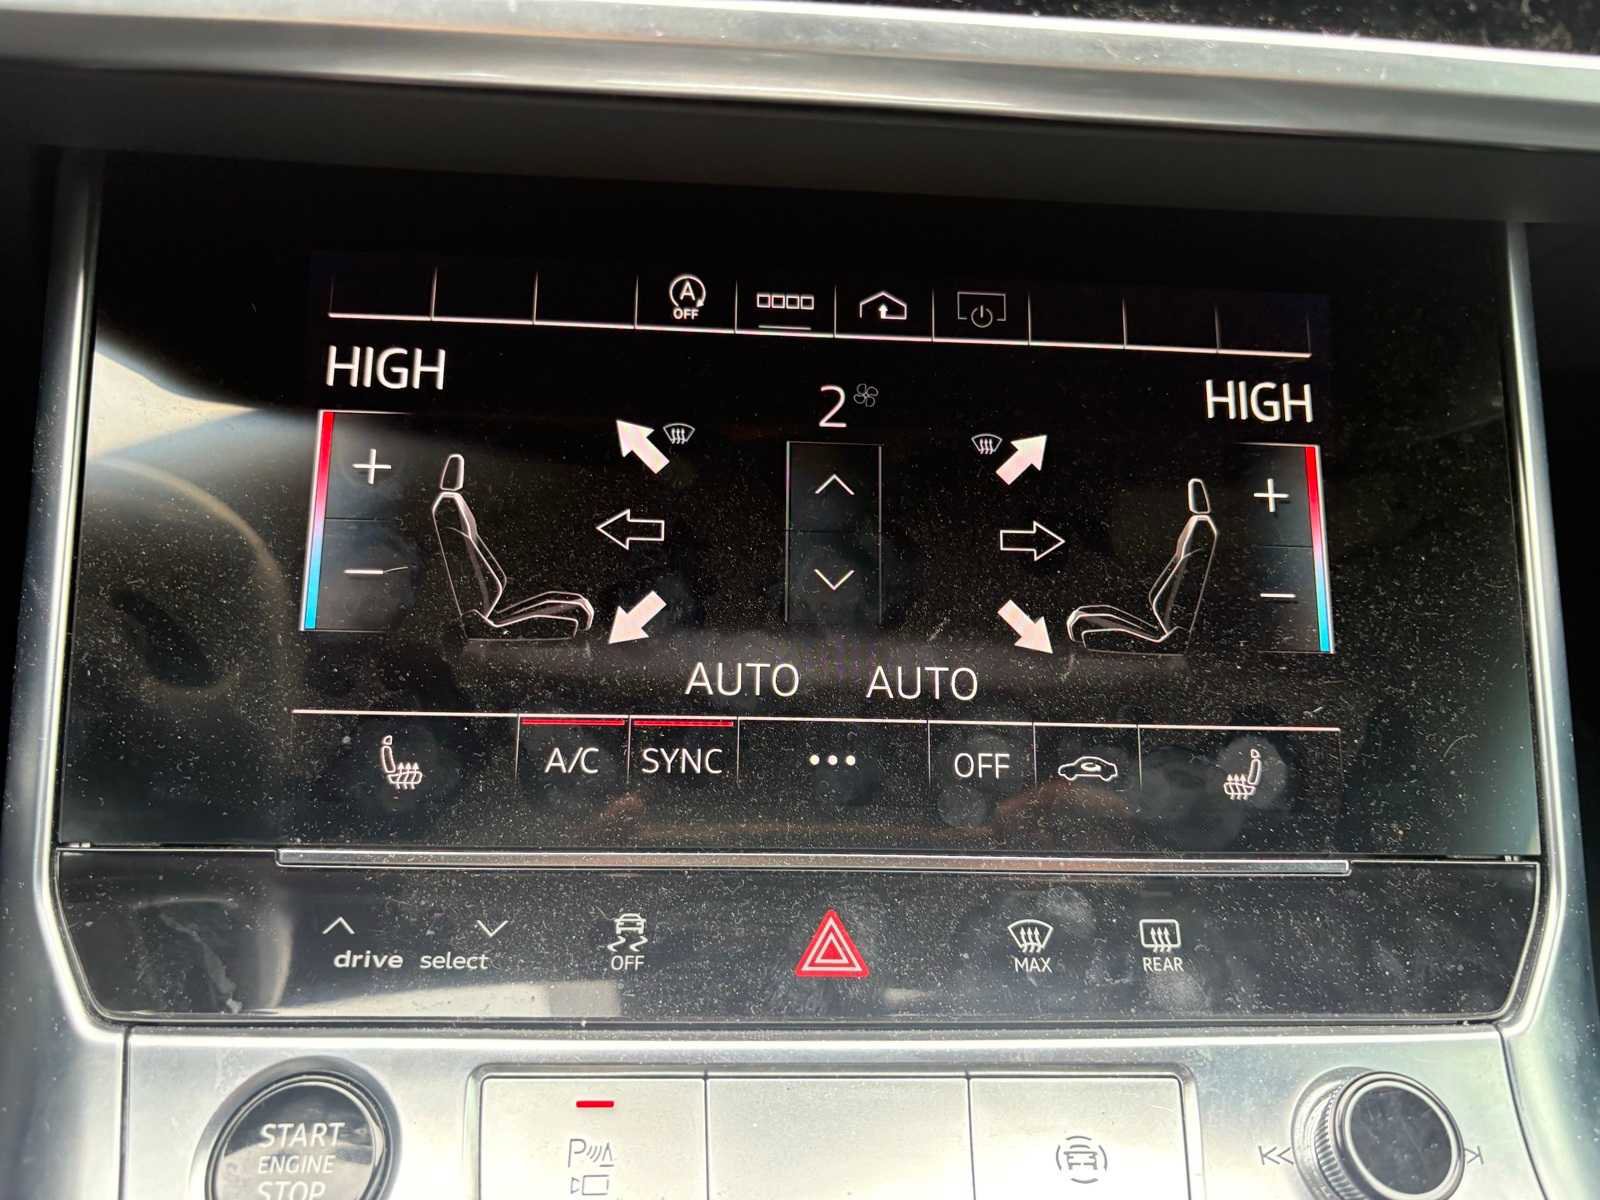 A
OFF
HIGH
HIGH
2
AUTO AUTO
A/C SYNC ... OFF
drive select
OFF
MAX
REAR
START
ENGINE
STOP
P